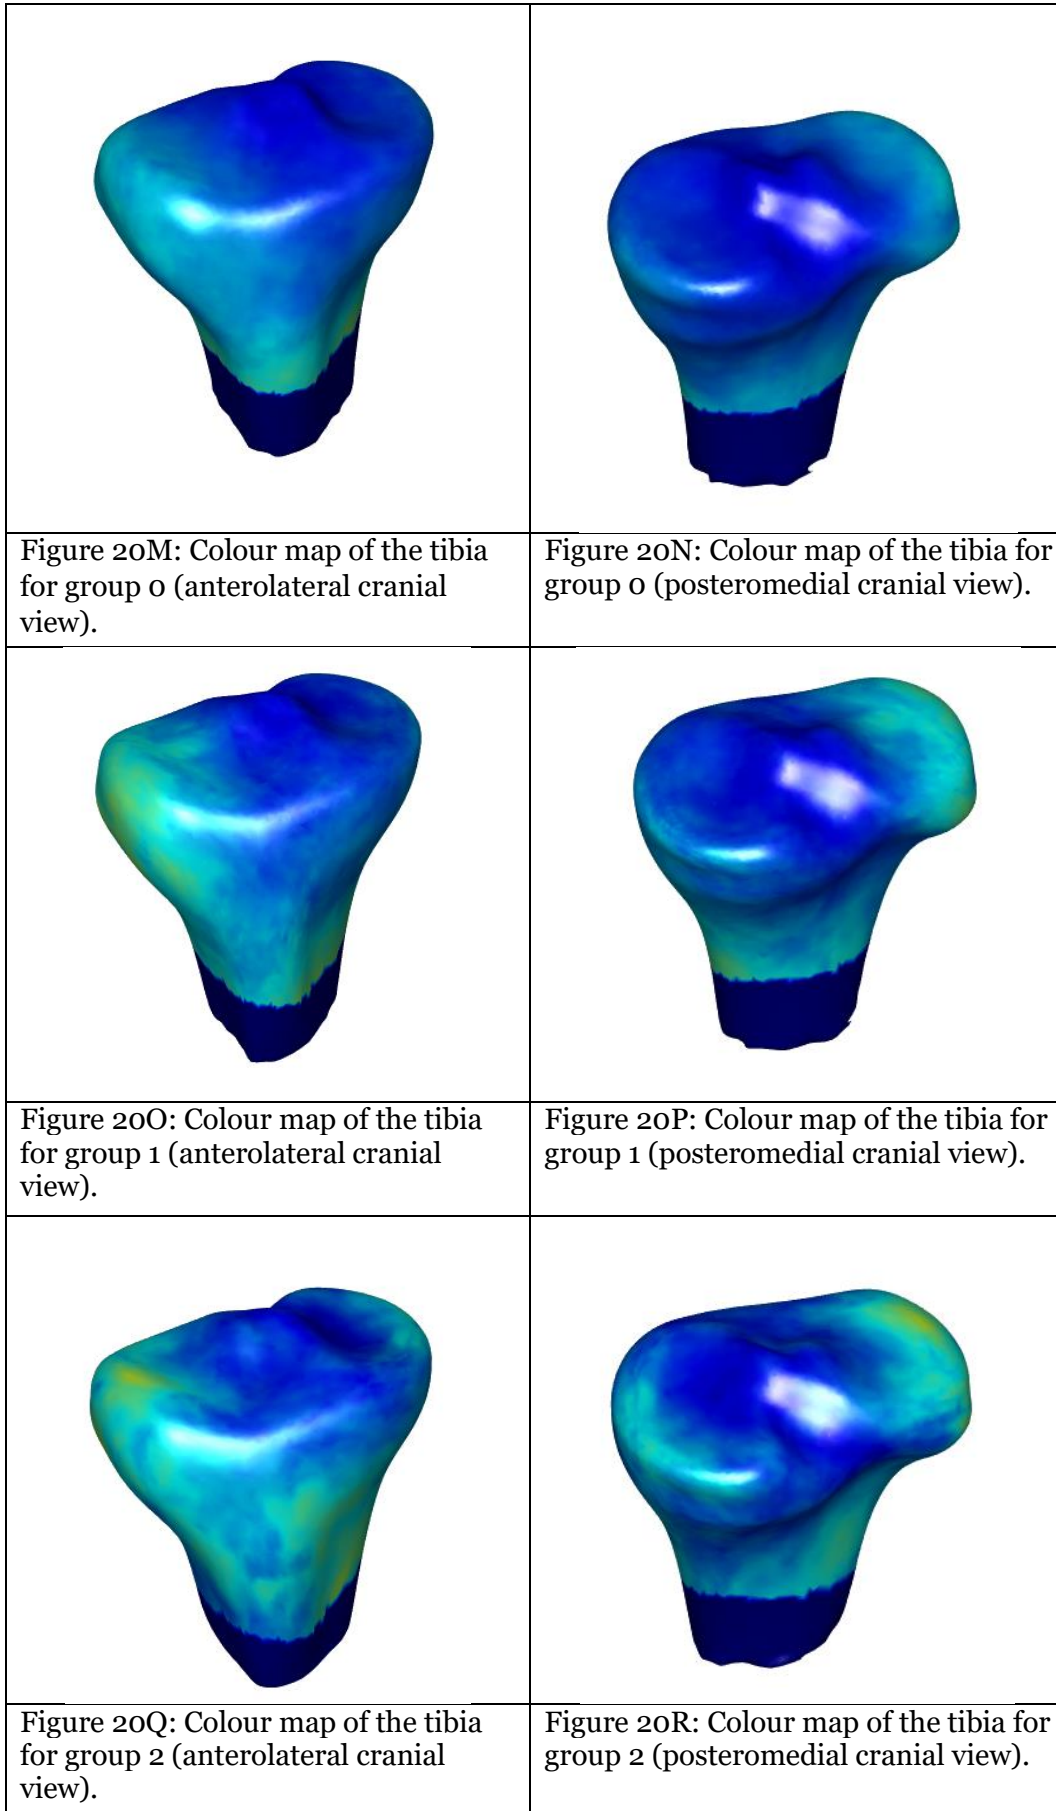 Figure 20M: Colour map of the tibia
for group 0 (anterolateral cranial
view).
Figure 20N: Colour map of the tibia for
group 0 (posteromedial cranial view).
Figure 20O: Colour map of the tibia
for group 1 (anterolateral cranial
view).
Figure 20P: Colour map of the tibia for
group 1 (posteromedial cranial view).
Figure 20Q: Colour map of the tibia
for group 2 (anterolateral cranial
view).
Figure 20R: Colour map of the tibia for
group 2 (posteromedial cranial view).